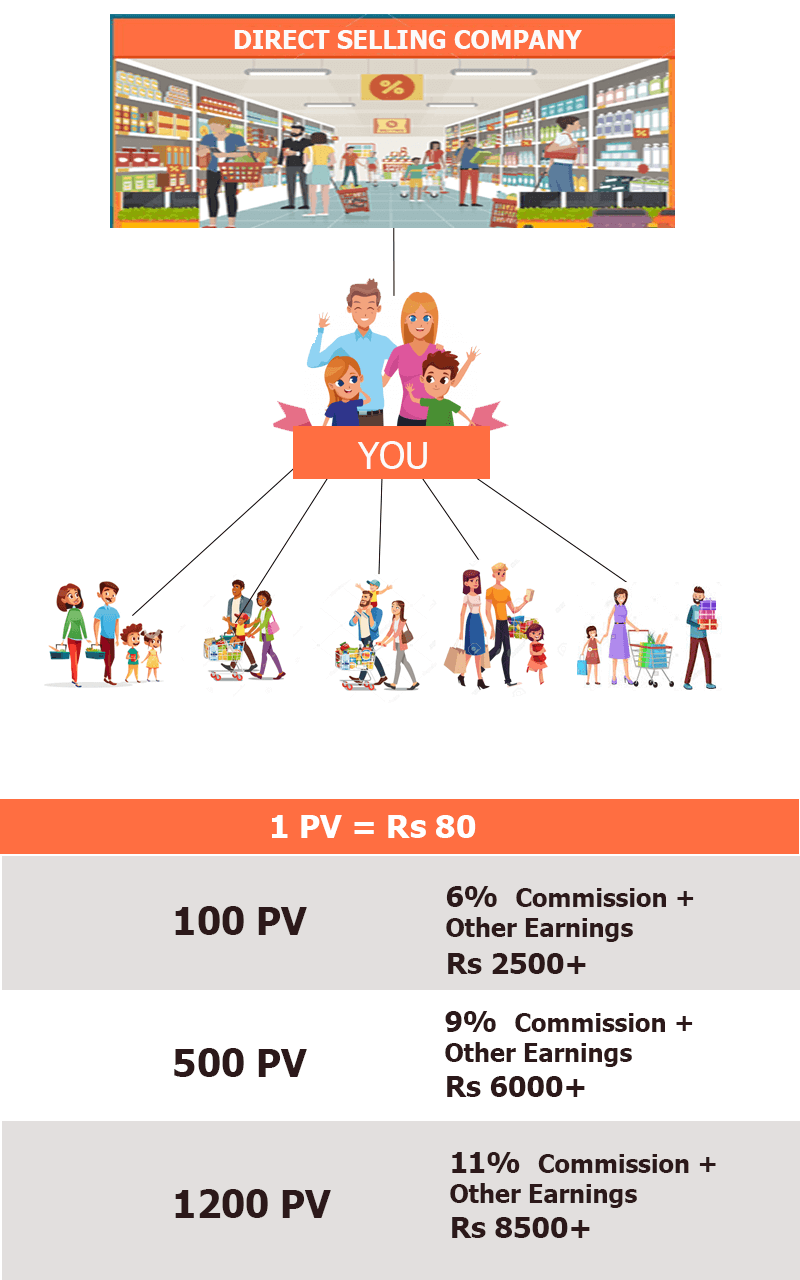 DIRECT SELLING COMPANY
%
YOU
1 PV = Rs 80
100 PV
6% Commission +
Other Earnings
Rs 2500+
500 PV
9% Commission +
Other Earnings
Rs 6000+
1200 PV
11% Commission +
Other Earnings
Rs 8500+